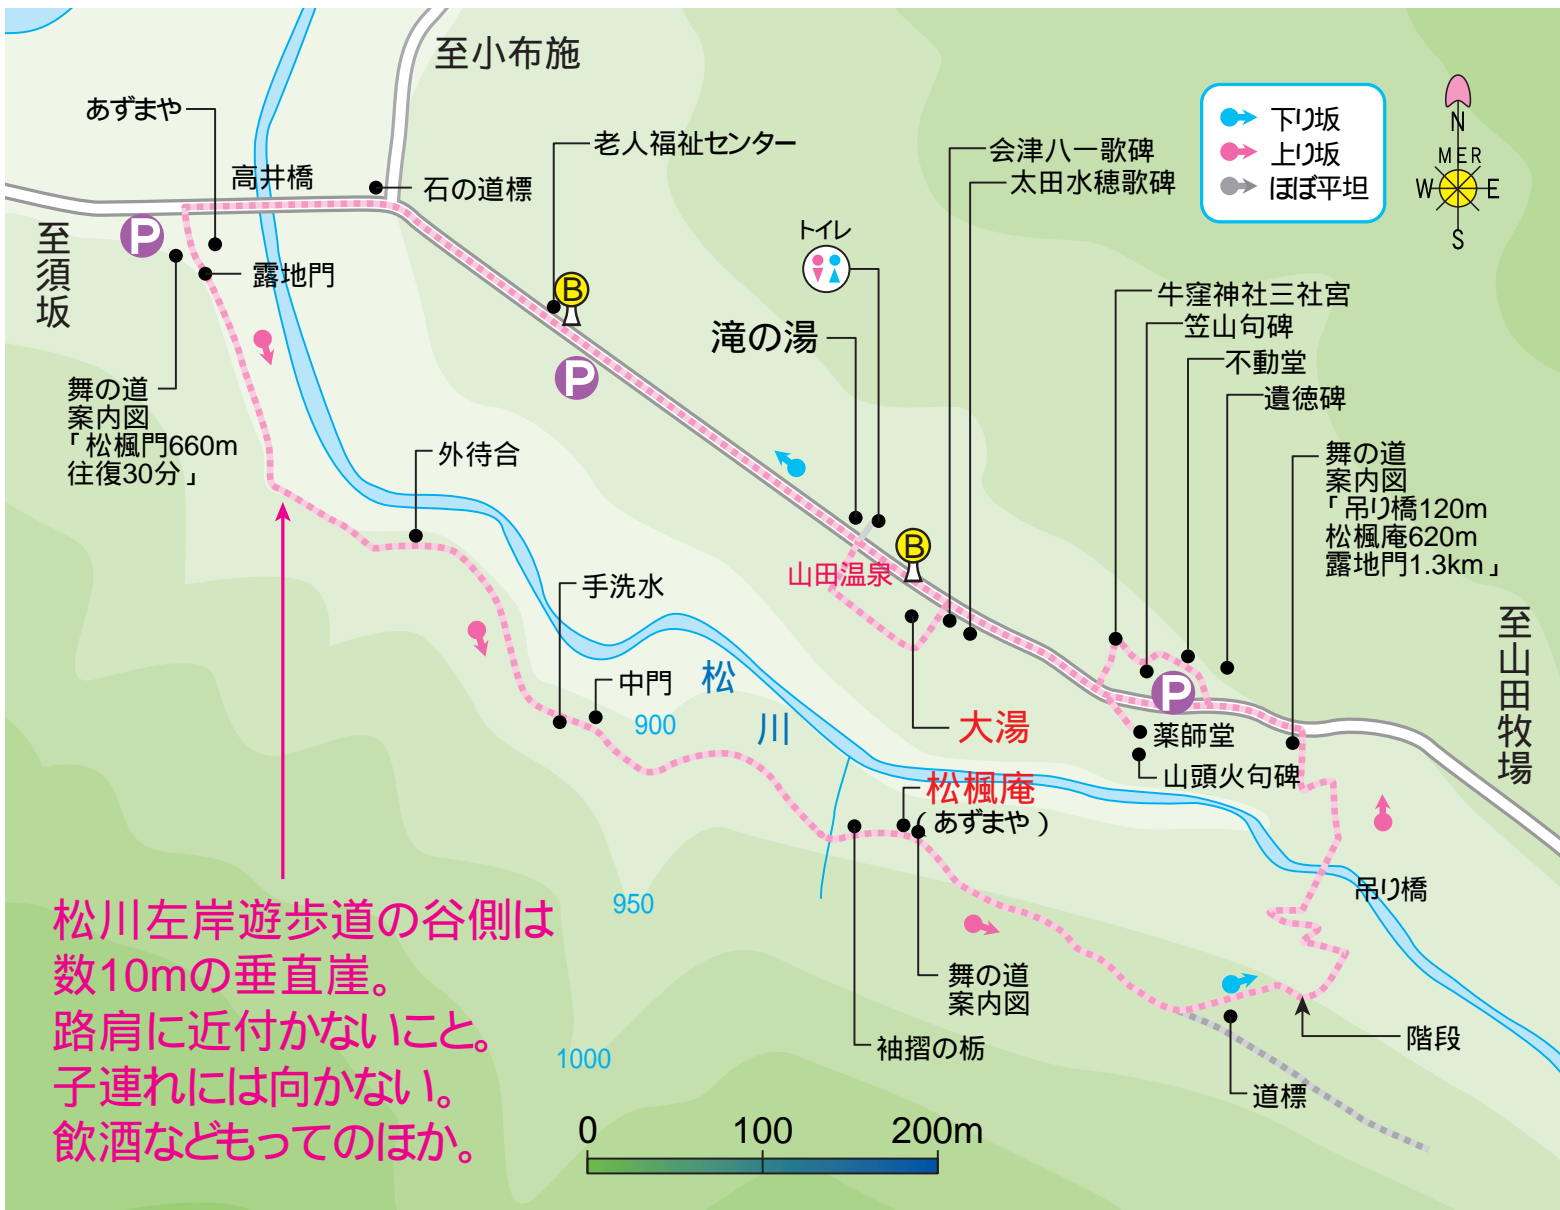 至小布施
あずまや
高井橋
石の道標
老人福祉センター
会津八一歌碑
太田水穂歌碑
下り坂
上り坂
ほぼ平坦
N
MER
W
E
S
至須坂
P
露地門
B
P
トイレ
滝の湯
牛窪神社三社宮
笠山句碑
不動堂
遺徳碑
舞の道
案内図
「松楓門660m
往復30分」
外待合
舞の道
案内図
「吊り橋120m
松楓庵620m
露地門1.3km」
B
山田温泉
手洗水
中門
松川
900
大湯
P
薬師堂
山頭火句碑
至山田牧場
松楓庵
（あずまや）
吊り橋
950
松川左岸遊歩道の谷側は
数10mの垂直崖。
路肩に近付かないこと。
子連れには向かない。
飲酒などもってのほか。
舞の道
案内図
袖摺の栃
階段
道標
1000
0 100 200m